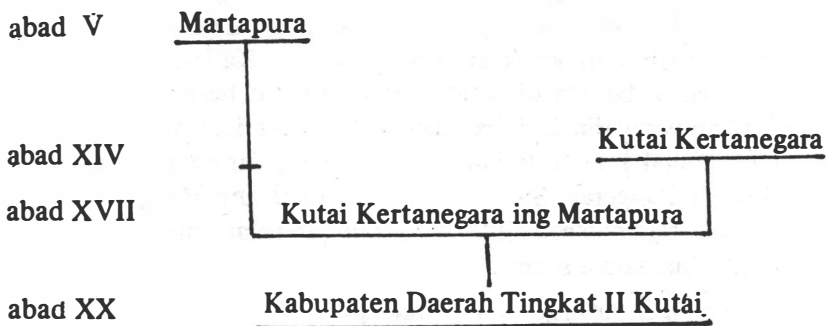 abad V Martapura
abad XIV Kutai Kertanegara
abad XVII Kutai Kertanegara ing Martapura
abad XX Kabupaten Daerah Tingkat II Kutai.